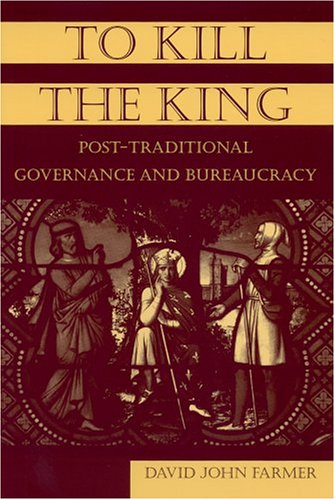 TO KILL
THE KING
POST-TRADITIONAL
GOVERNANCE AND BUREAUCRACY
DAVID JOHN FARMER